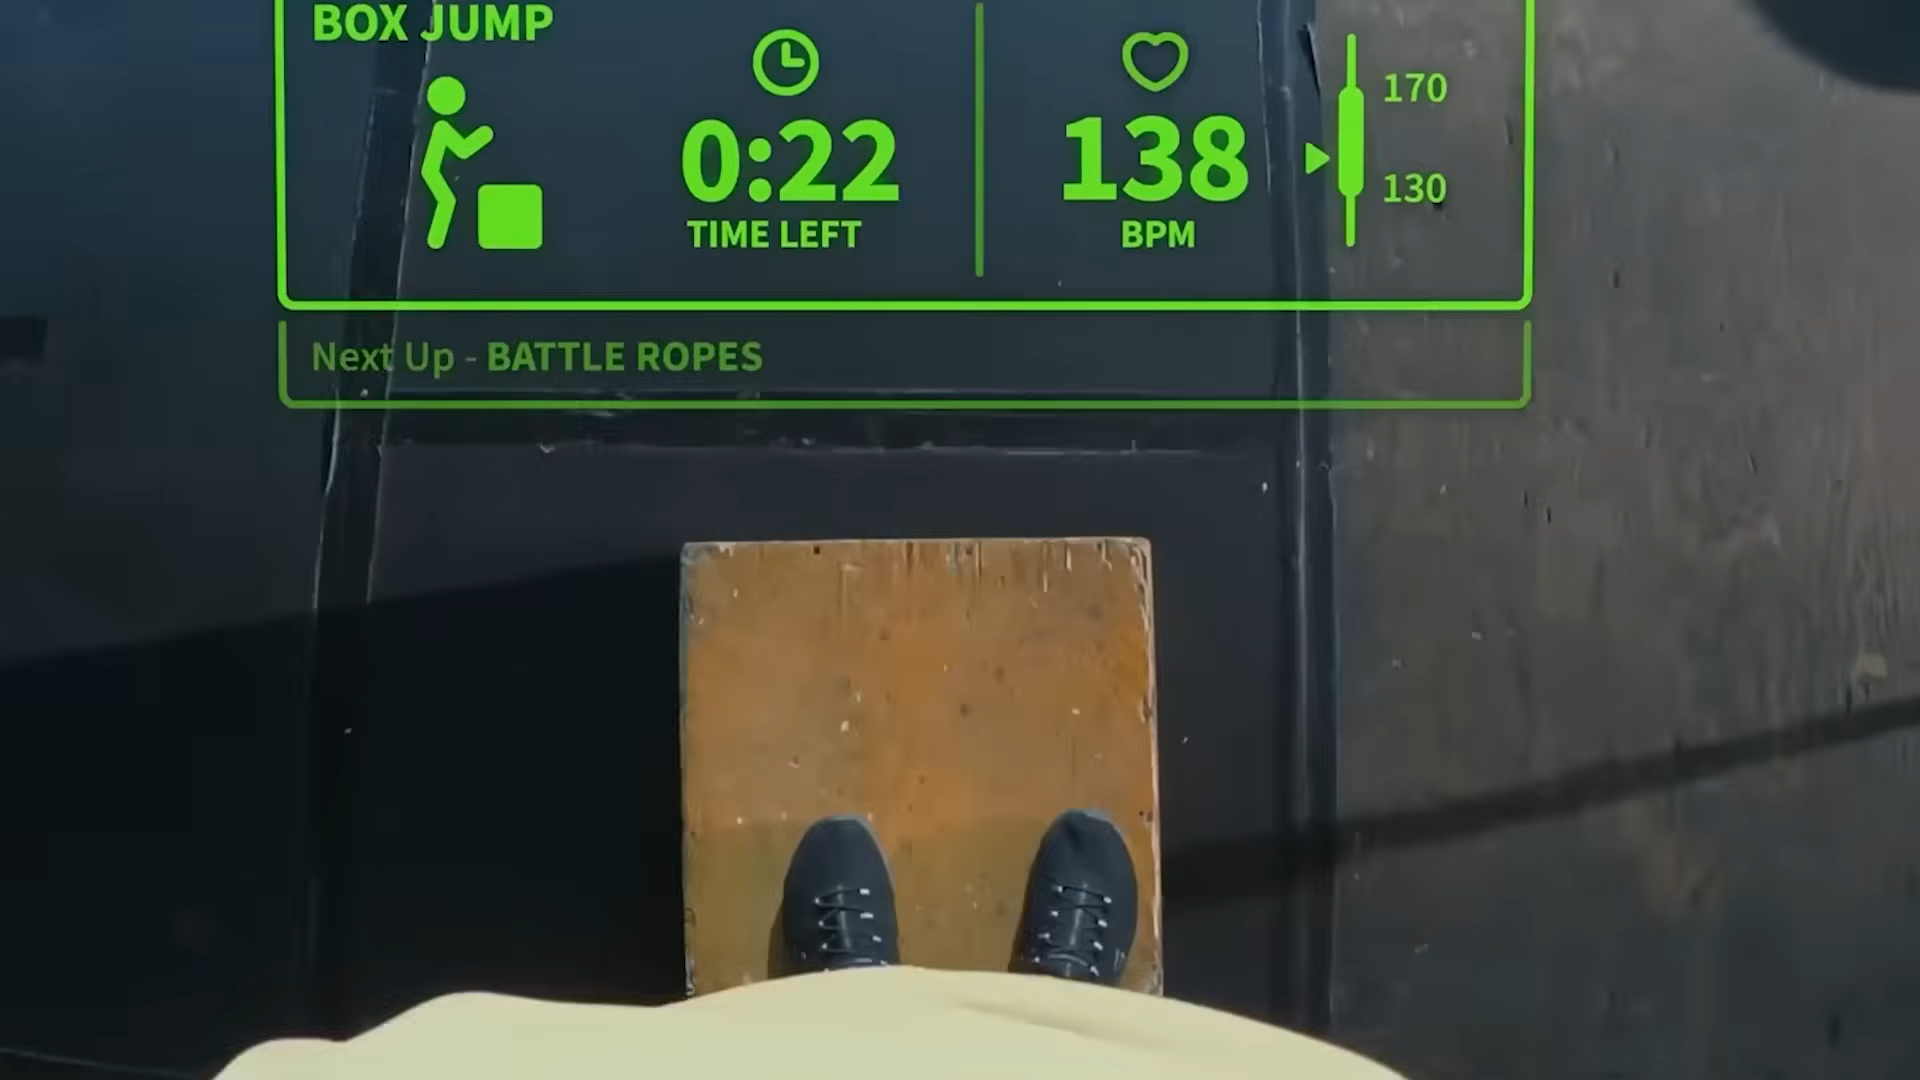 BOX JUMP
0:22
TIME LEFT
138
BPM
170
130
Next Up - BATTLE ROPES